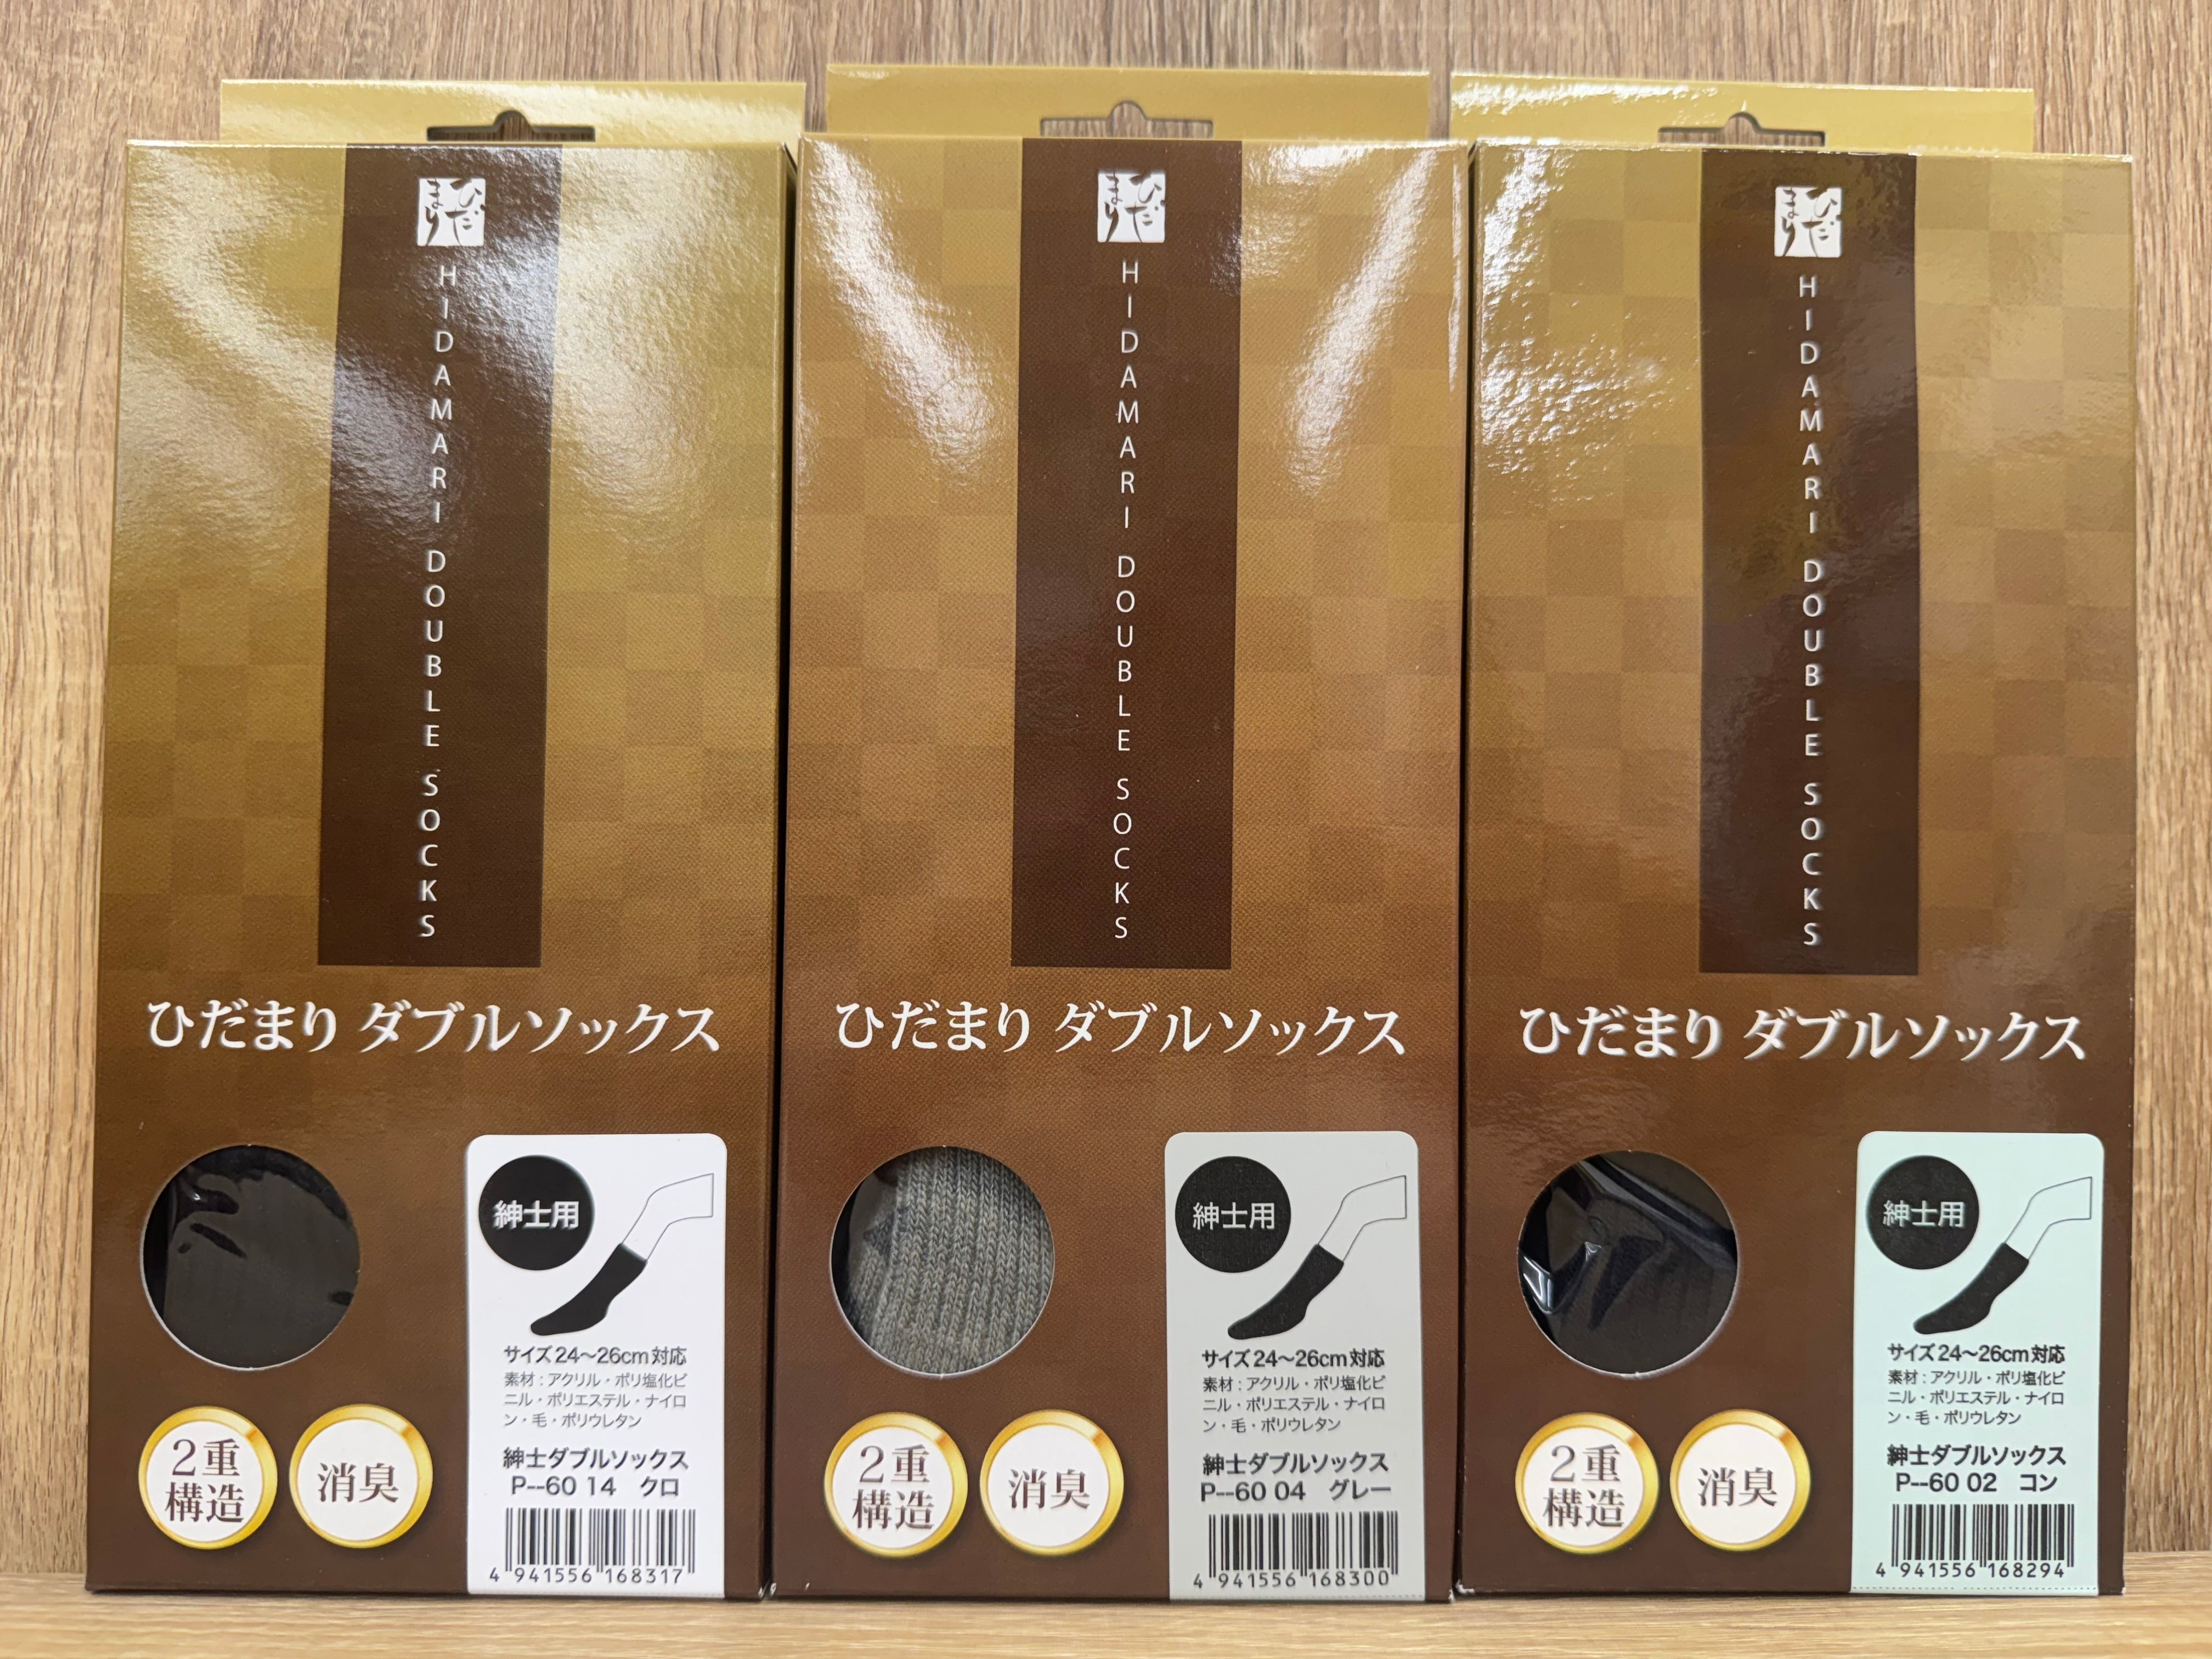 ひだ
まり
HIDAMARI DOUBLE SOCKS
ひだまり ダブルソックス
紳士用
サイズ24～26cm対応
素材：アクリル・ポリ塩化ビ
ニル・ポリエステル・ナイロ
ン・毛・ポリウレタン
紳士ダブルソックス
P--60 14 クロ
4 941556 168317
2重
構造
消臭
ひだ
まり
HIDAMARI DOUBLE SOCKS
ひだまり ダブルソックス
紳士用
サイズ24～26cm対応
素材：アクリル・ポリ塩化ビ
ニル・ポリエステル・ナイロ
ン・毛・ポリウレタン
紳士ダブルソックス
P--60 04 グレー
4 941556 168300
2重
構造
消臭
ひだ
まり
HIDAMARI DOUBLE SOCKS
ひだまり ダブルソックス
紳士用
サイズ24～26cm対応
素材：アクリル・ポリ塩化ビ
ニル・ポリエステル・ナイロ
ン・毛・ポリウレタン
紳士ダブルソックス
P--60 02 コン
4 941556 168294
2重
構造
消臭